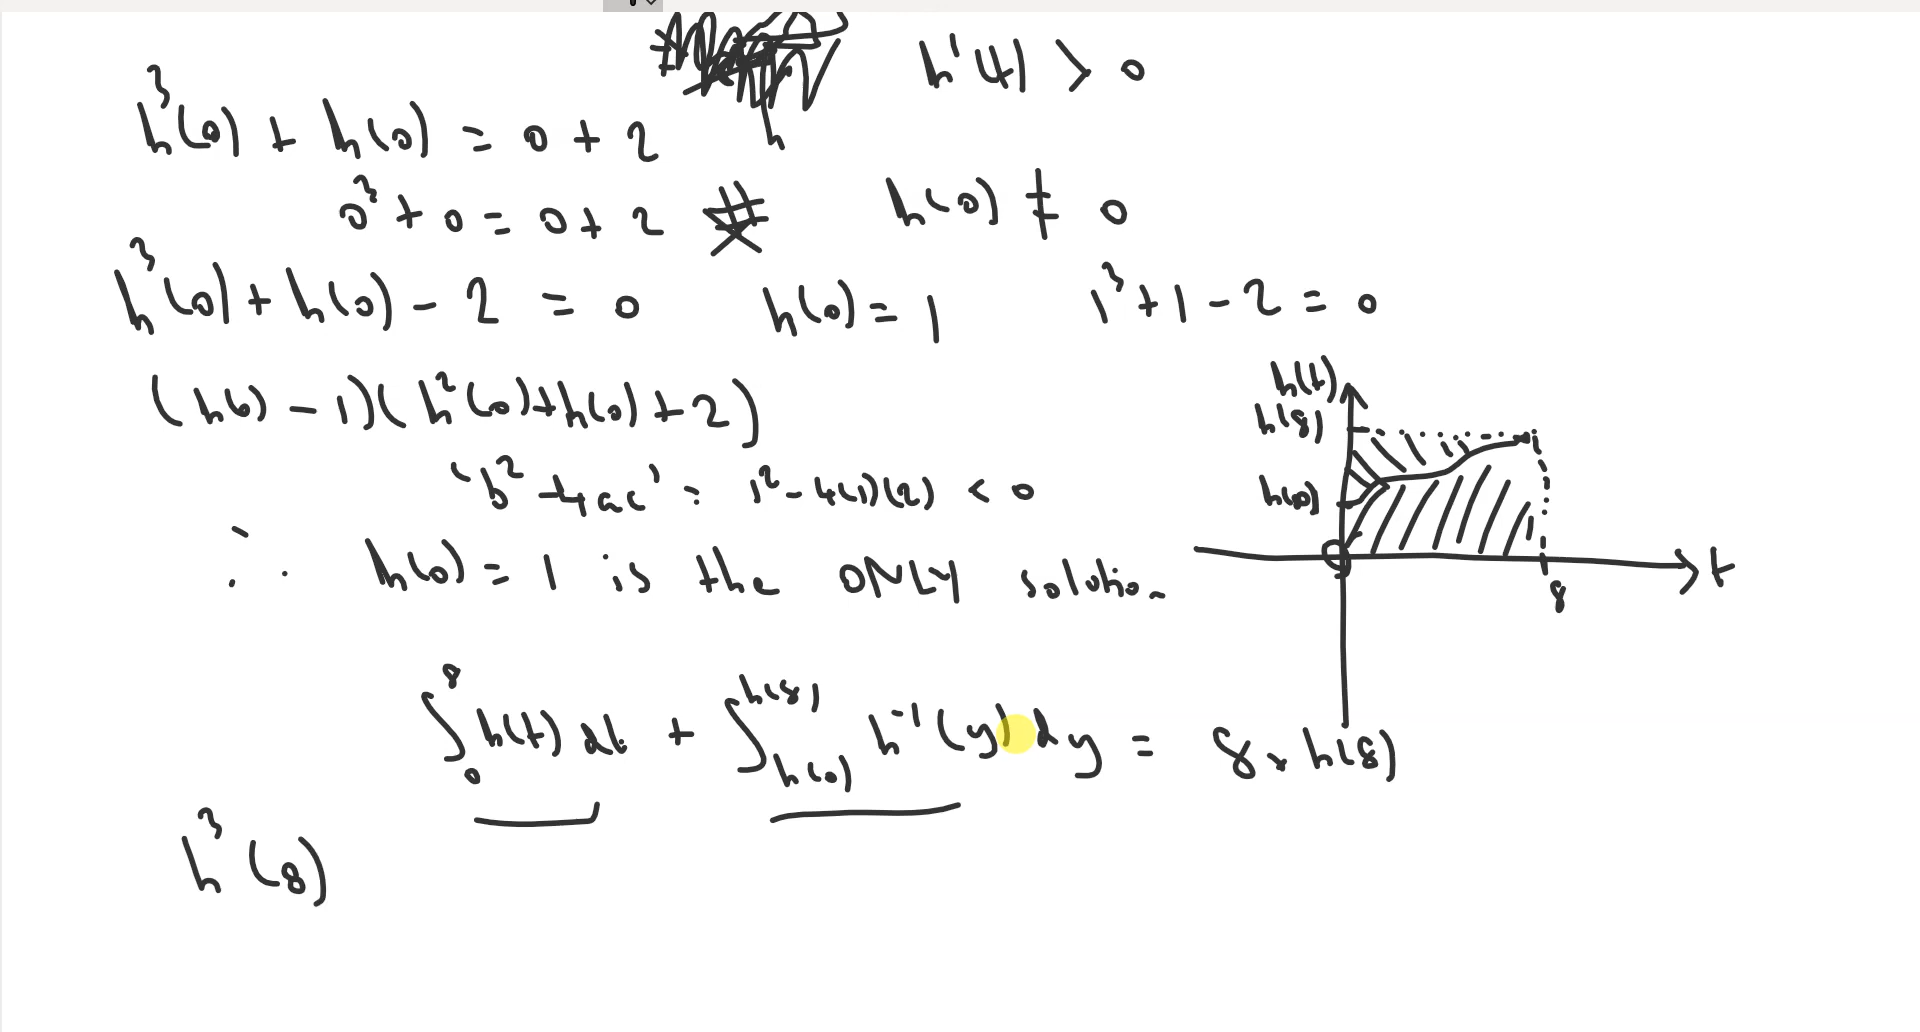 h'(4) > 0
h³(0) + h(0) = 0 + 2
h
0³ + 0 = 0 + 2
h(0) ≠ 0
h³(0) + h(0) - 2 = 0
h(0) = 1
1³ + 1 - 2 = 0
(h(0) - 1)(h²(0) + h(0) + 2)
h(t)
h(8)
h(0)
t
8
'b² - 4ac' = 1² - 4(1)(2) < 0
∴ h(0) = 1 is the ONLY solution
∫₀⁸ h(t) dt + ∫_{h(0)}^{h(8)} h⁻¹(y) dy = 8 × h(8)
h³(8)